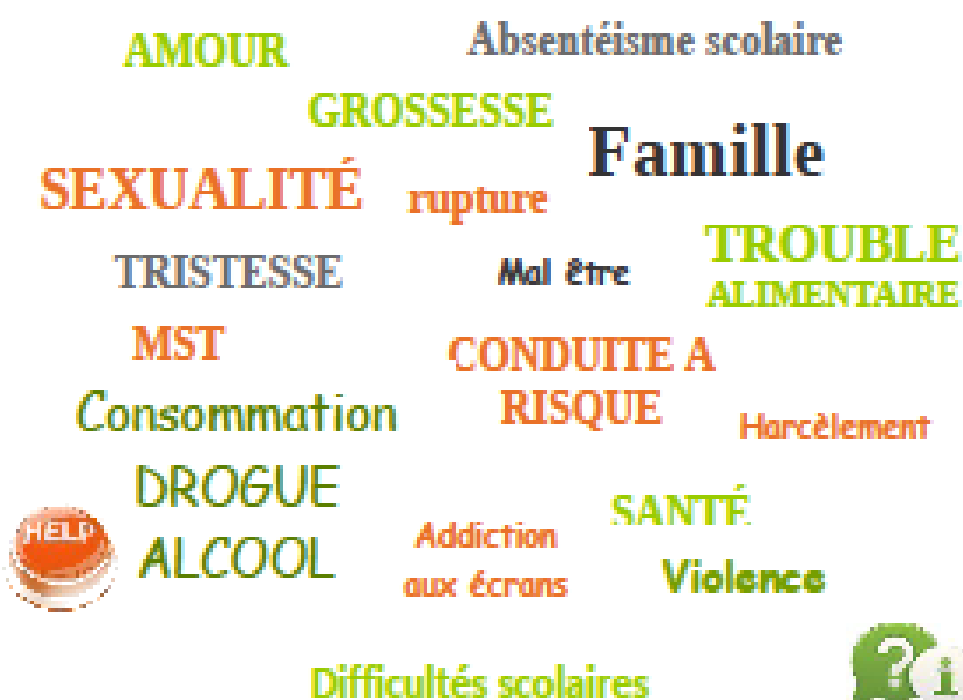 AMOUR
Absentéisme scolaire
GROSSESSE
Famille
SEXUALITÉ
rupture
TROUBLE
ALIMENTAIRE
TRISTESSE
Mal être
MST
CONDUITE A
RISQUE
Consommation
Harcèlement
DROGUE
SANTÉ
HELP
ALCOOL
Addiction
aux écrans
Violence
? i
Difficultés scolaires